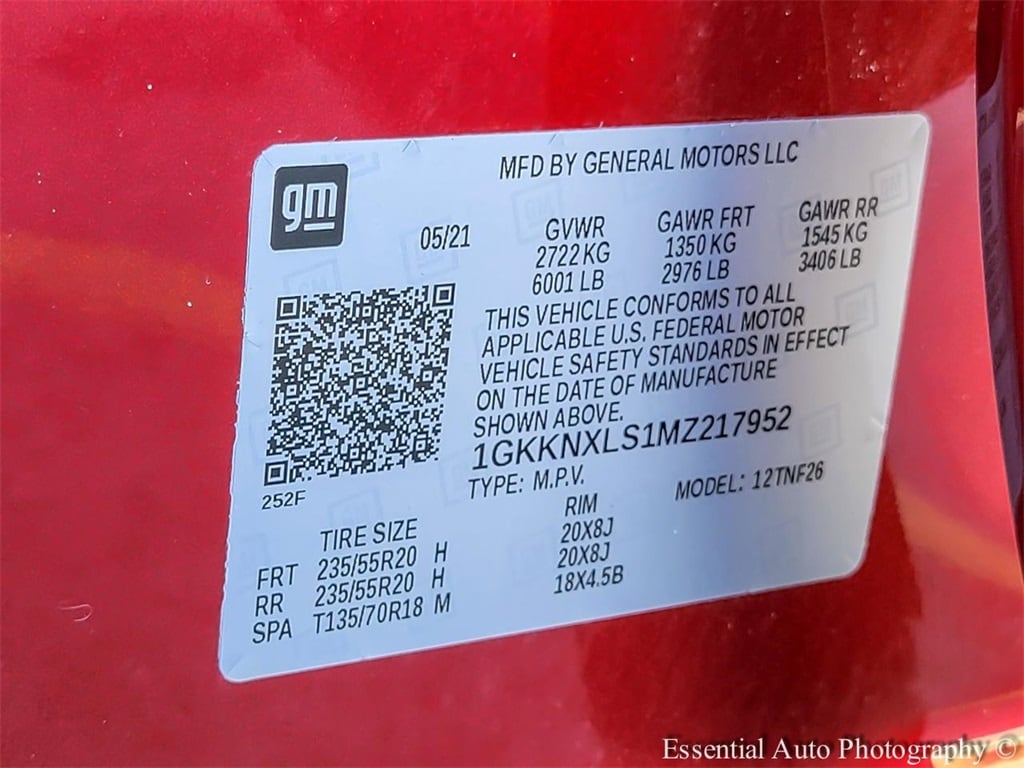 MFD BY GENERAL MOTORS LLC
gm
05/21
GVWR GAWR FRT GAWR RR
2722 KG 1350 KG 1545 KG
6001 LB 2976 LB 3406 LB
THIS VEHICLE CONFORMS TO ALL
APPLICABLE U.S. FEDERAL MOTOR
VEHICLE SAFETY STANDARDS IN EFFECT
ON THE DATE OF MANUFACTURE
SHOWN ABOVE.
1GKKNXLS1MZ217952
TYPE: M.P.V. MODEL: 12TNF26
252F
TIRE SIZE RIM
FRT 235/55R20 H 20X8J
RR 235/55R20 H 20X8J
SPA T135/70R18 M 18X4.5B
Essential Auto Photography ©